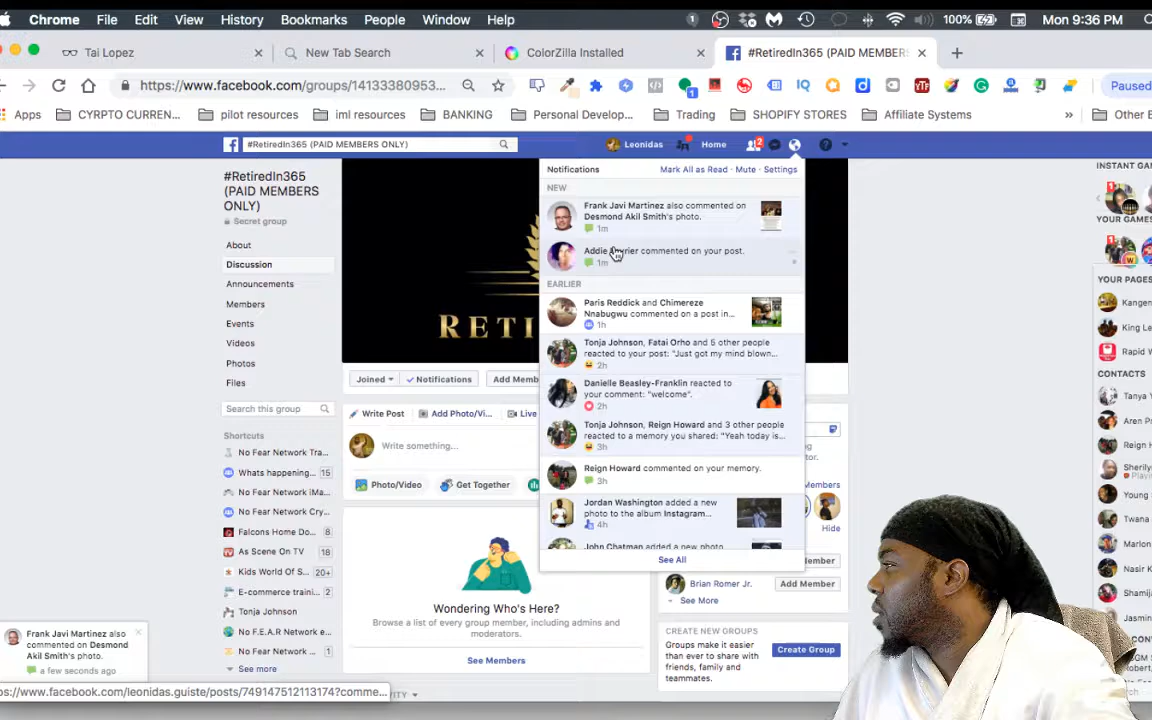 Chrome File Edit View History Bookmarks People Window Help 1 100% Mon 9:36 PM
Tai Lopez New Tab Search ColorZilla Installed #RetiredIn365 (PAID MEMBERS
https://www.facebook.com/groups/14133380953... Paused
Apps CYRPTO CURREN... pilot resources iml resources BANKING Personal Develop... Trading SHOPIFY STORES Affiliate Systems » Other
#RetiredIn365 (PAID MEMBERS ONLY) Leonidas Home 2
#RetiredIn365
(PAID MEMBERS
ONLY)
Secret group
About
Discussion
Announcements
Members
Events
Videos
Photos
Files
Search this group
Shortcuts
No Fear Network Tra...
Whats happening... 15
No Fear Network iMa...
No Fear Network Cry...
Falcons Home Do... 8
As Scene On TV 18
Kids World Of S... 20+
E-commerce traini...
Tonja Johnson
No F.E.A.R Network e...
No Fear Network ... 1
See more
RETI
Joined Notifications Add Memb
Write Post Add Photo/Vi... Live
Write something...
Photo/Video Get Together
Wondering Who's Here?
Browse a list of every group member, including admins and
moderators.
See Members
Notifications Mark All as Read · Mute · Settings
NEW
Frank Javi Martinez also commented on
Desmond Akil Smith's photo.
1m
Addie commented on your post.
1m
EARLIER
Paris Reddick and Chimereze
Nnabugwu commented on a post in...
1h
Tonja Johnson, Fatai Orho and 5 other people
reacted to your post: "Just got my mind blown...
2h
Danielle Beasley-Franklin reacted to
your comment: "welcome".
2h
Tonja Johnson, Reign Howard and 3 other people
reacted to a memory you shared: "Yeah today is...
3h
Reign Howard commented on your memory.
3h
Jordan Washington added a new
photo to the album Instagram...
4h
John Chatman added a new photo
See All
Hide
Brian Romer Jr. Add Member
See More
CREATE NEW GROUPS
Groups make it easier
than ever to share with
friends, family and
teammates.
Create Group
INSTANT GAM
YOUR GAMES
YOUR PAGES
Kangen
King Le
Rapid W
CONTACTS
Tanya
Aren P
Reign H
Sherily
Young
Twana
Marlon
Nasir K
Shamija
Jasm
Frank Javi Martinez also
commented on Desmond
Akil Smith's photo.
a few seconds ago
ps://www.facebook.com/leonidas.guiste/posts/749147512113174?comme...